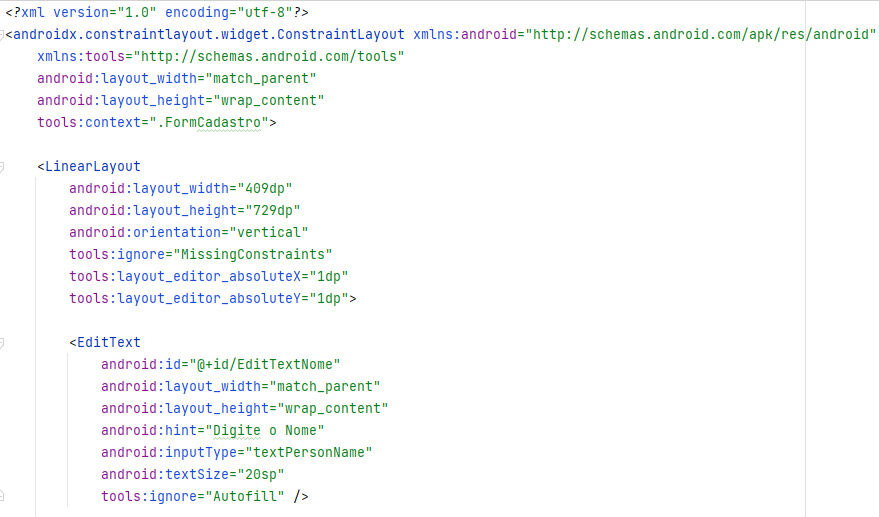 <?xml version="1.0" encoding="utf-8"?>
<androidx.constraintlayout.widget.ConstraintLayout xmlns:android="http://schemas.android.com/apk/res/android"
xmlns:tools="http://schemas.android.com/tools"
android:layout_width="match_parent"
android:layout_height="wrap_content"
tools:context=".FormCadastro">
<LinearLayout
android:layout_width="409dp"
android:layout_height="729dp"
android:orientation="vertical"
tools:ignore="MissingConstraints"
tools:layout_editor_absoluteX="1dp"
tools:layout_editor_absoluteY="1dp">
<EditText
android:id="@+id/EditTextNome"
android:layout_width="match_parent"
android:layout_height="wrap_content"
android:hint="Digite o Nome"
android:inputType="textPersonName"
android:textSize="20sp"
tools:ignore="Autofill" />